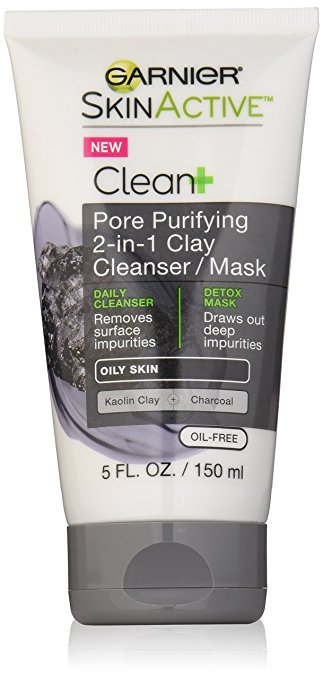 GARNIER®
SKINACTIVE™
NEW
Clean+
Pore Purifying
2-in-1 Clay
Cleanser / Mask
DAILY
CLEANSER
Removes
surface
impurities
DETOX
MASK
Draws out
deep
impurities
OILY SKIN
Kaolin Clay + Charcoal
OIL-FREE
5 FL. OZ. / 150 ml